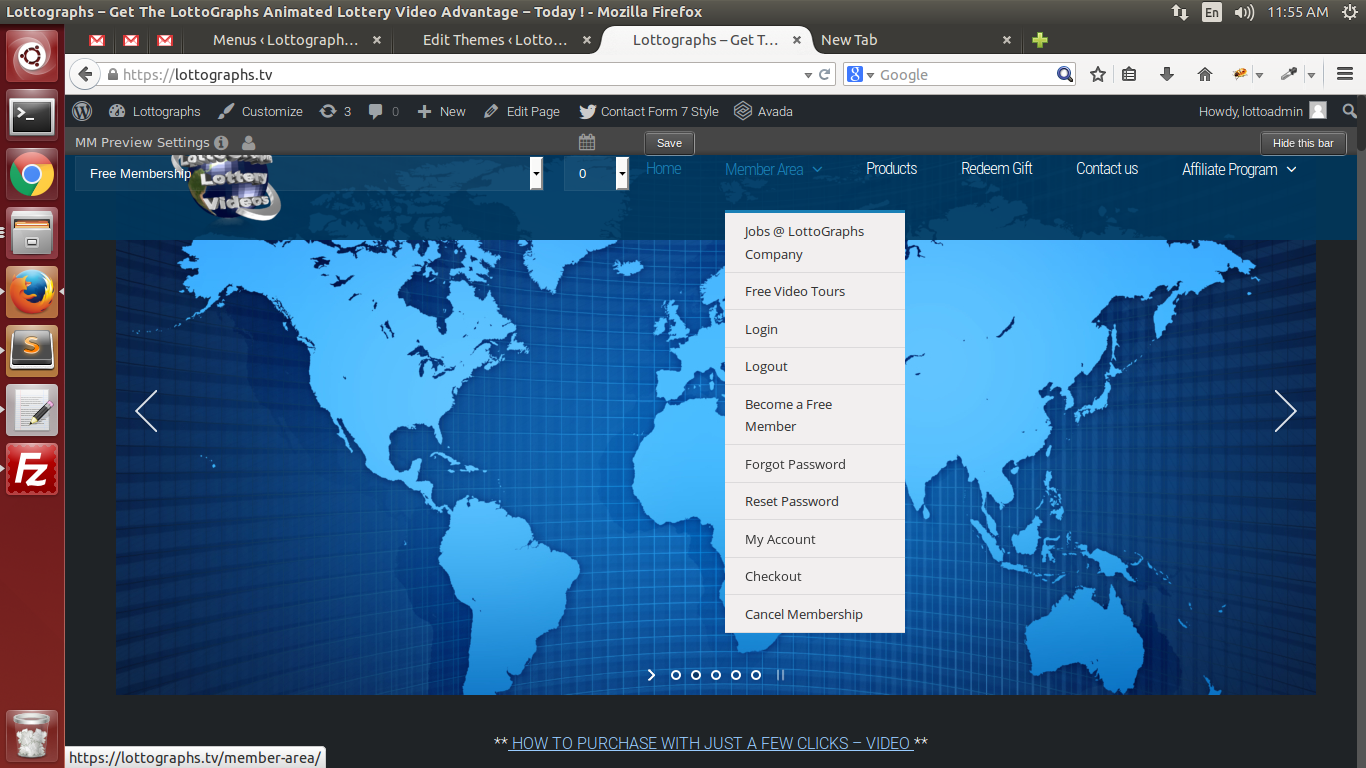 Lottographs – Get The LottoGraphs Animated Lottery Video Advantage – Today ! - Mozilla Firefox
En
11:55 AM
Menus ‹ Lottograph...
Edit Themes ‹ Lotto...
Lottographs – Get T...
New Tab
https://lottographs.tv
Google
Lottographs
Customize
3
0
New
Edit Page
Contact Form 7 Style
Avada
Howdy, lottoadmin
MM Preview Settings
Save
Hide this bar
Free Membership
0
Lottery
Videos
Home
Member Area
Products
Redeem Gift
Contact us
Affiliate Program
Jobs @ LottoGraphs
Company
Free Video Tours
Login
Logout
Become a Free
Member
Forgot Password
Reset Password
My Account
Checkout
Cancel Membership
** HOW TO PURCHASE WITH JUST A FEW CLICKS – VIDEO **
https://lottographs.tv/member-area/